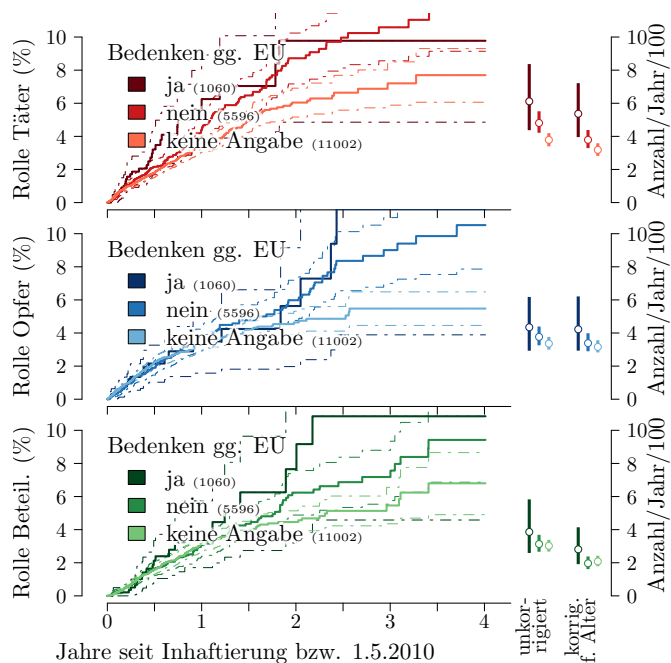 Rolle Täter (%)
0
2
4
6
8
10
Bedenken gg. EU
ja (1060)
nein (5596)
keine Angabe (11002)
0
2
4
6
8
10
Anzahl/Jahr/100
Rolle Opfer (%)
0
2
4
6
8
10
Bedenken gg. EU
ja (1060)
nein (5596)
keine Angabe (11002)
0
2
4
6
8
10
Anzahl/Jahr/100
Rolle Beteil. (%)
0
2
4
6
8
10
Bedenken gg. EU
ja (1060)
nein (5596)
keine Angabe (11002)
0
2
4
6
8
10
Anzahl/Jahr/100
0 1 2 3 4
Jahre seit Inhaftierung bzw. 1.5.2010
unkor-
rigiert
korrig.
f. Alter